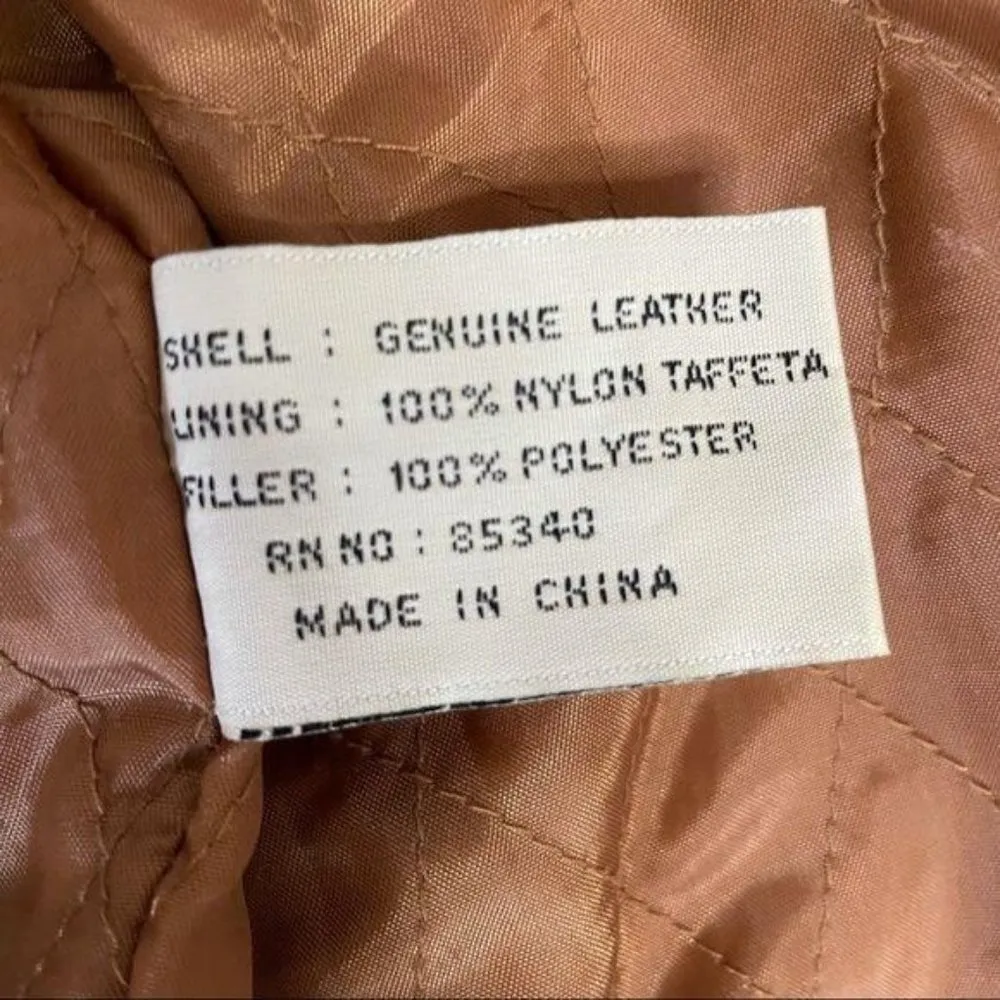 SHELL : GENUINE LEATHER
LINING : 100% NYLON TAFFETA
FILLER : 100% POLYESTER
RN NO : 85340
MADE IN CHINA